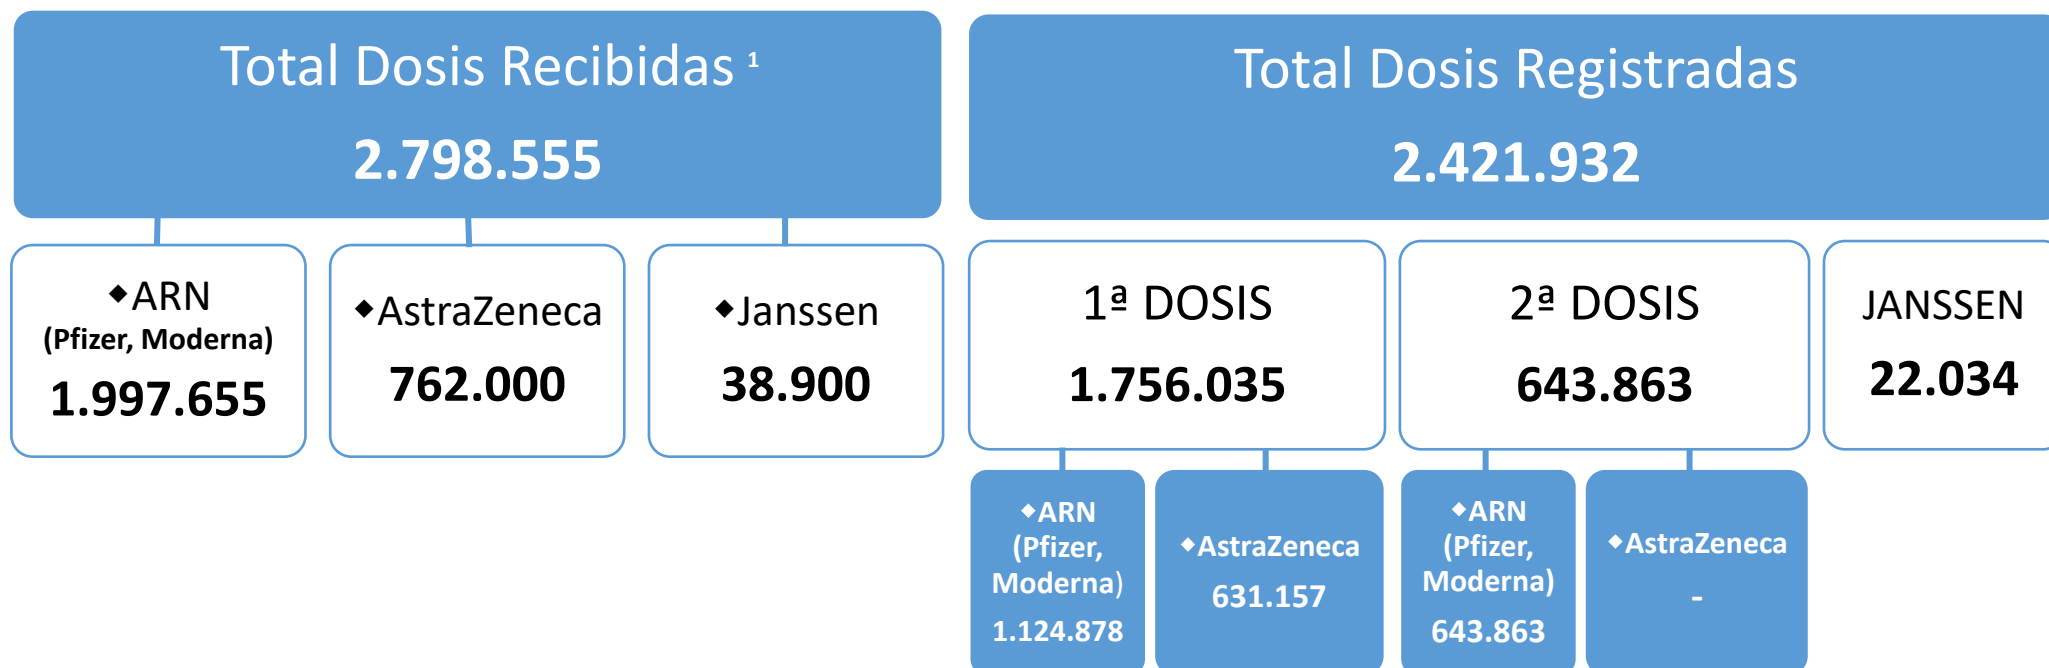 Total Dosis Recibidas ¹
2.798.555
◆ARN
(Pfizer, Moderna)
1.997.655
◆AstraZeneca
762.000
◆Janssen
38.900
Total Dosis Registradas
2.421.932
1ª DOSIS
1.756.035
2ª DOSIS
643.863
JANSSEN
22.034
◆ARN
(Pfizer,
Moderna)
1.124.878
◆AstraZeneca
631.157
◆ARN
(Pfizer,
Moderna)
643.863
◆AstraZeneca
-